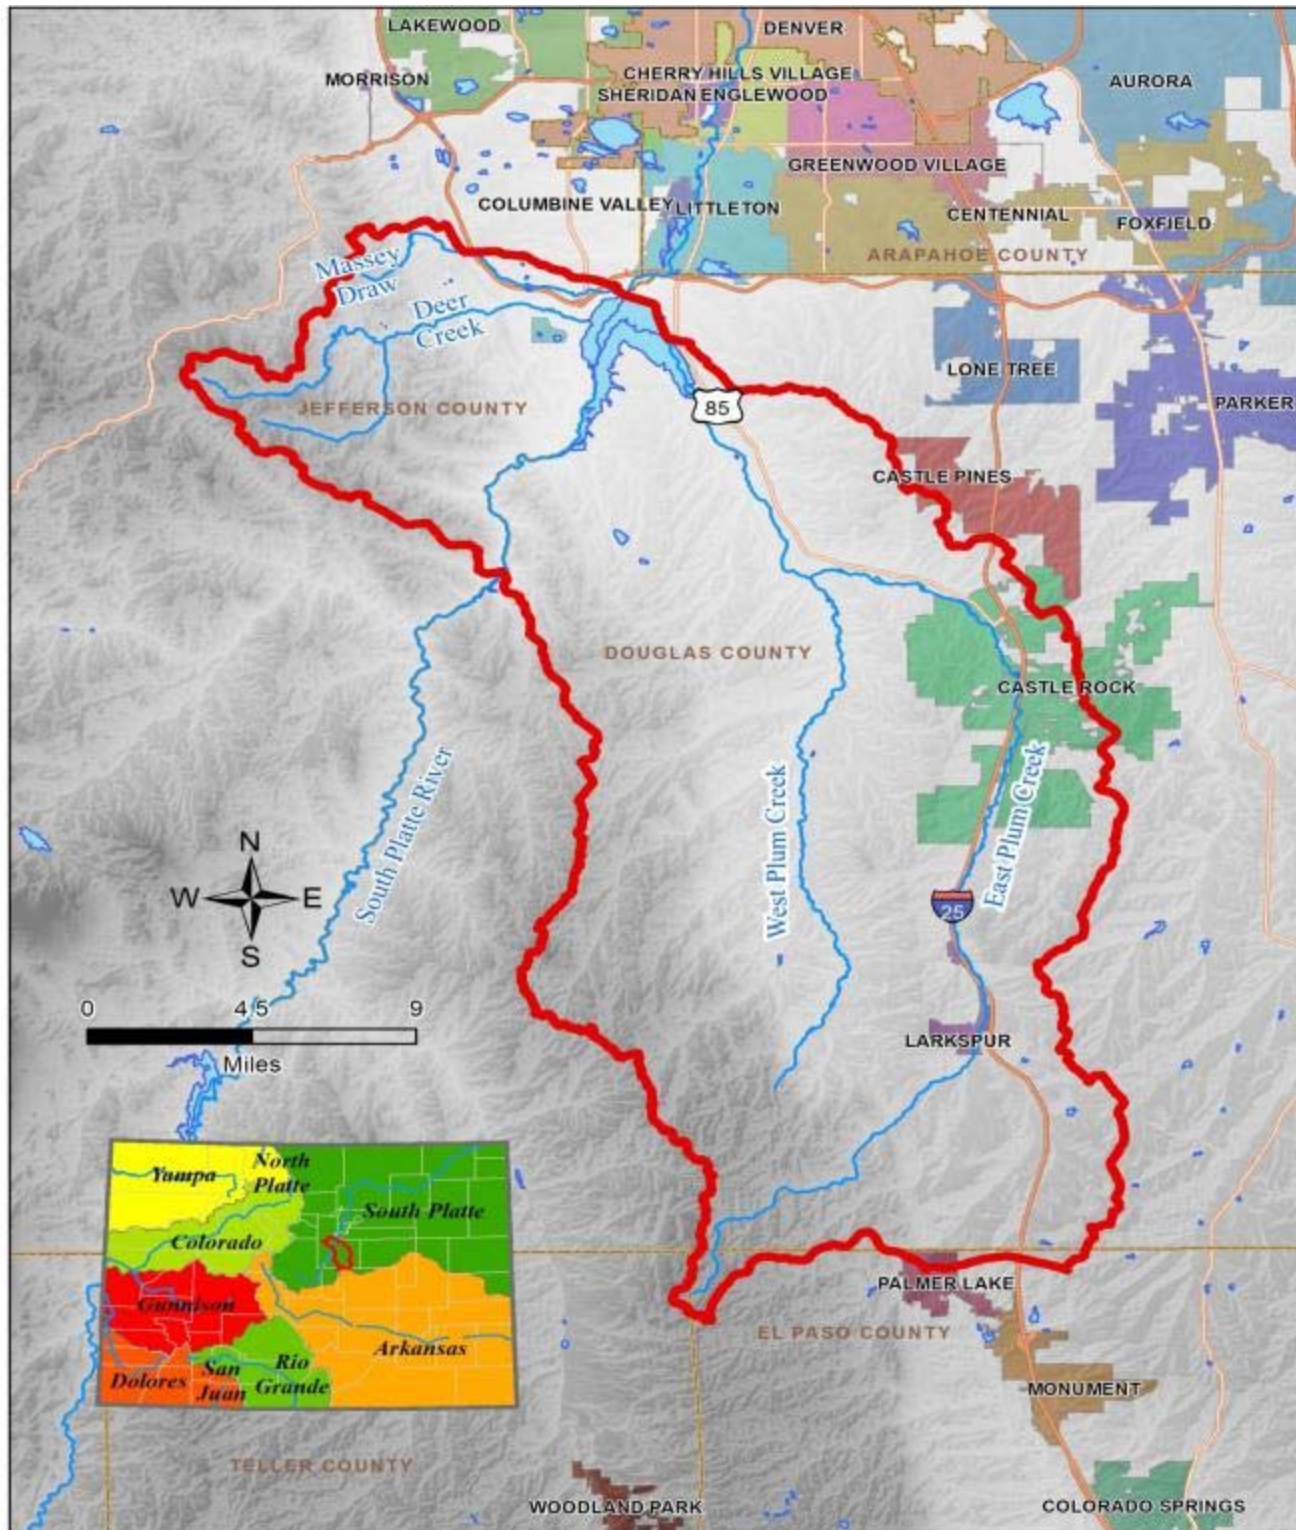 LAKEWOOD
DENVER
MORRISON
CHERRY HILLS VILLAGE
AURORA
SHERIDAN ENGLEWOOD
GREENWOOD VILLAGE
COLUMBINE VALLEY LITTLETON
CENTENNIAL
FOXFIELD
ARAPAHOE COUNTY
Massey
Draw
Deer
Creek
LONE TREE
JEFFERSON COUNTY
85
PARKER
CASTLE PINES
DOUGLAS COUNTY
CASTLE ROCK
South Platte River
West Plum Creek
East Plum Creek
N
W E
S
25
0 4.5 9
Miles
LARKSPUR
Yampa
North
Platte
South Platte
Colorado
Gunnison
Arkansas
Dolores
San
Juan
Rio
Grande
PALMER LAKE
EL PASO COUNTY
MONUMENT
TELLER COUNTY
WOODLAND PARK
COLORADO SPRINGS